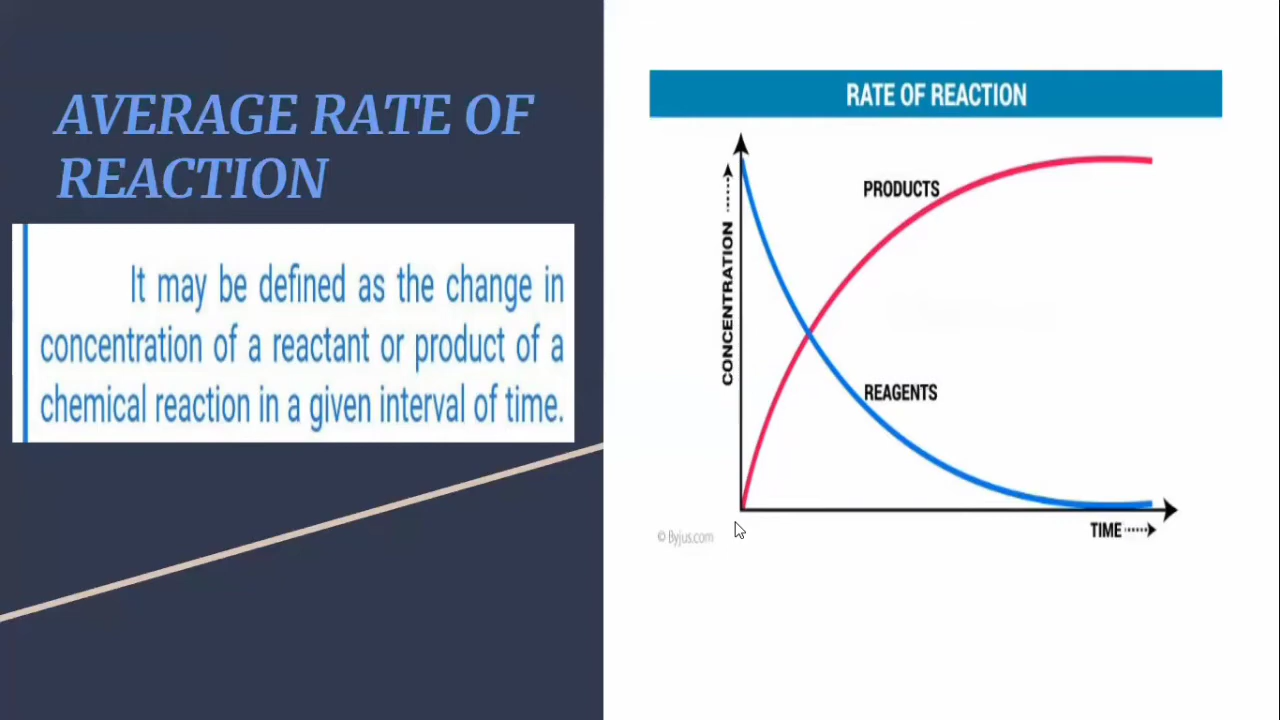 AVERAGE RATE OF
REACTION
It may be defined as the change in
concentration of a reactant or product of a
chemical reaction in a given interval of time.
RATE OF REACTION
CONCENTRATION
PRODUCTS
REAGENTS
TIME
© Byjus.com